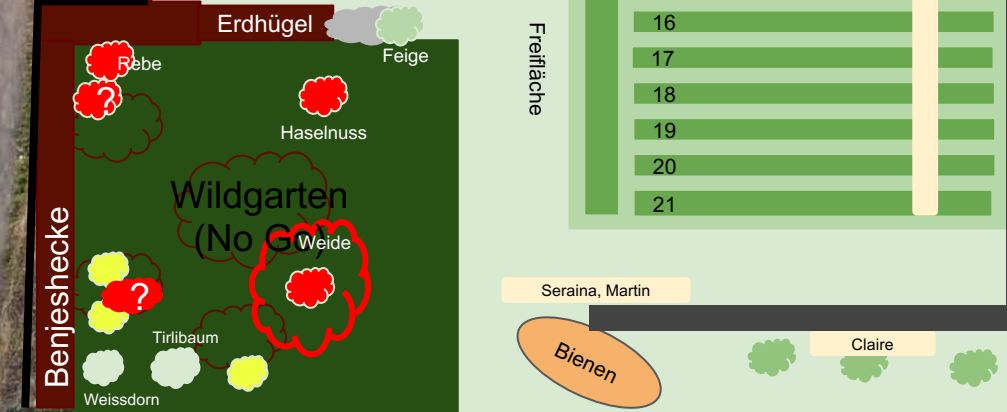 Erdhügel
Feige
Rebe
?
Haselnuss
Wildgarten
(No Go)
Weide
Benjeshecke
?
Tirlibaum
Weissdorn
Freifläche
16
17
18
19
20
21
Seraina, Martin
Bienen
Claire